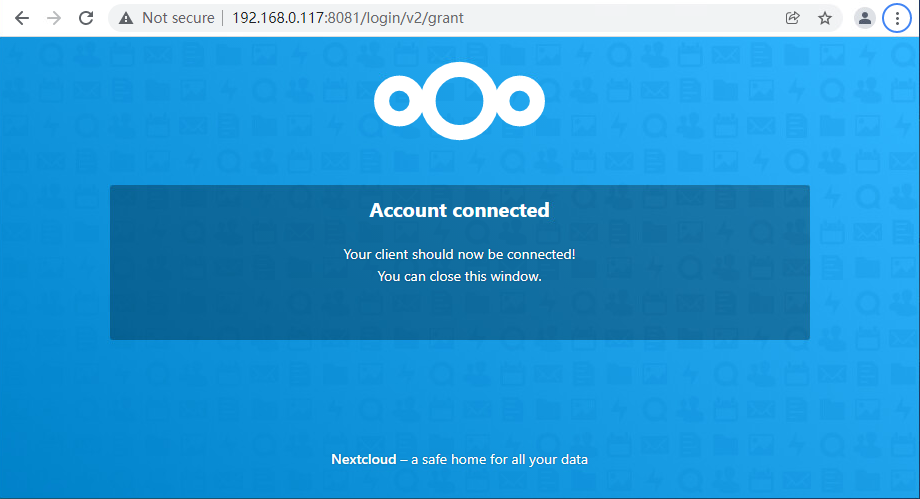 Not secure
192.168.0.117:8081/login/v2/grant
Account connected
Your client should now be connected!
You can close this window.
Nextcloud – a safe home for all your data